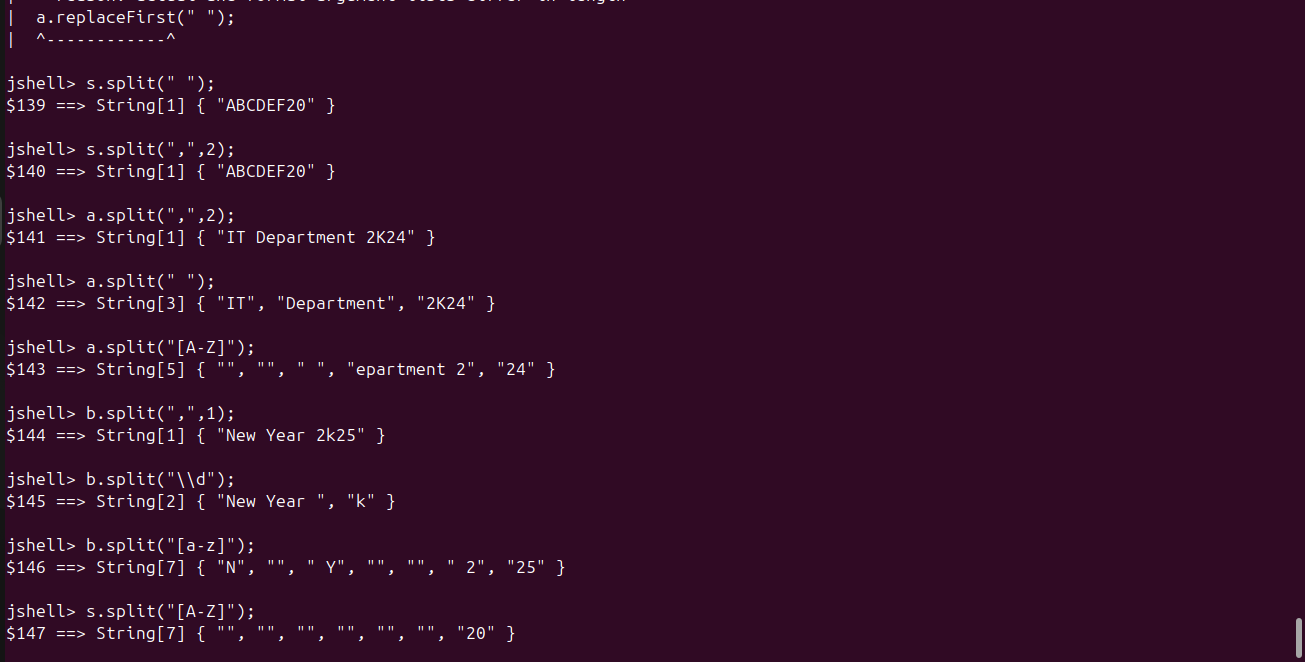 |   a.replaceFirst(" ");
|   ^------------^
jshell> s.split(" ");
$139 ==> String[1] { "ABCDEF20" }
jshell> s.split(",",2);
$140 ==> String[1] { "ABCDEF20" }
jshell> a.split(",",2);
$141 ==> String[1] { "IT Department 2K24" }
jshell> a.split(" ");
$142 ==> String[3] { "IT", "Department", "2K24" }
jshell> a.split("[A-Z]");
$143 ==> String[5] { "", "", " ", "epartment 2", "24" }
jshell> b.split(",",1);
$144 ==> String[1] { "New Year 2k25" }
jshell> b.split("\\d");
$145 ==> String[2] { "New Year ", "k" }
jshell> b.split("[a-z]");
$146 ==> String[7] { "N", "", " Y", "", "", " 2", "25" }
jshell> s.split("[A-Z]");
$147 ==> String[7] { "", "", "", "", "", "", "20" }